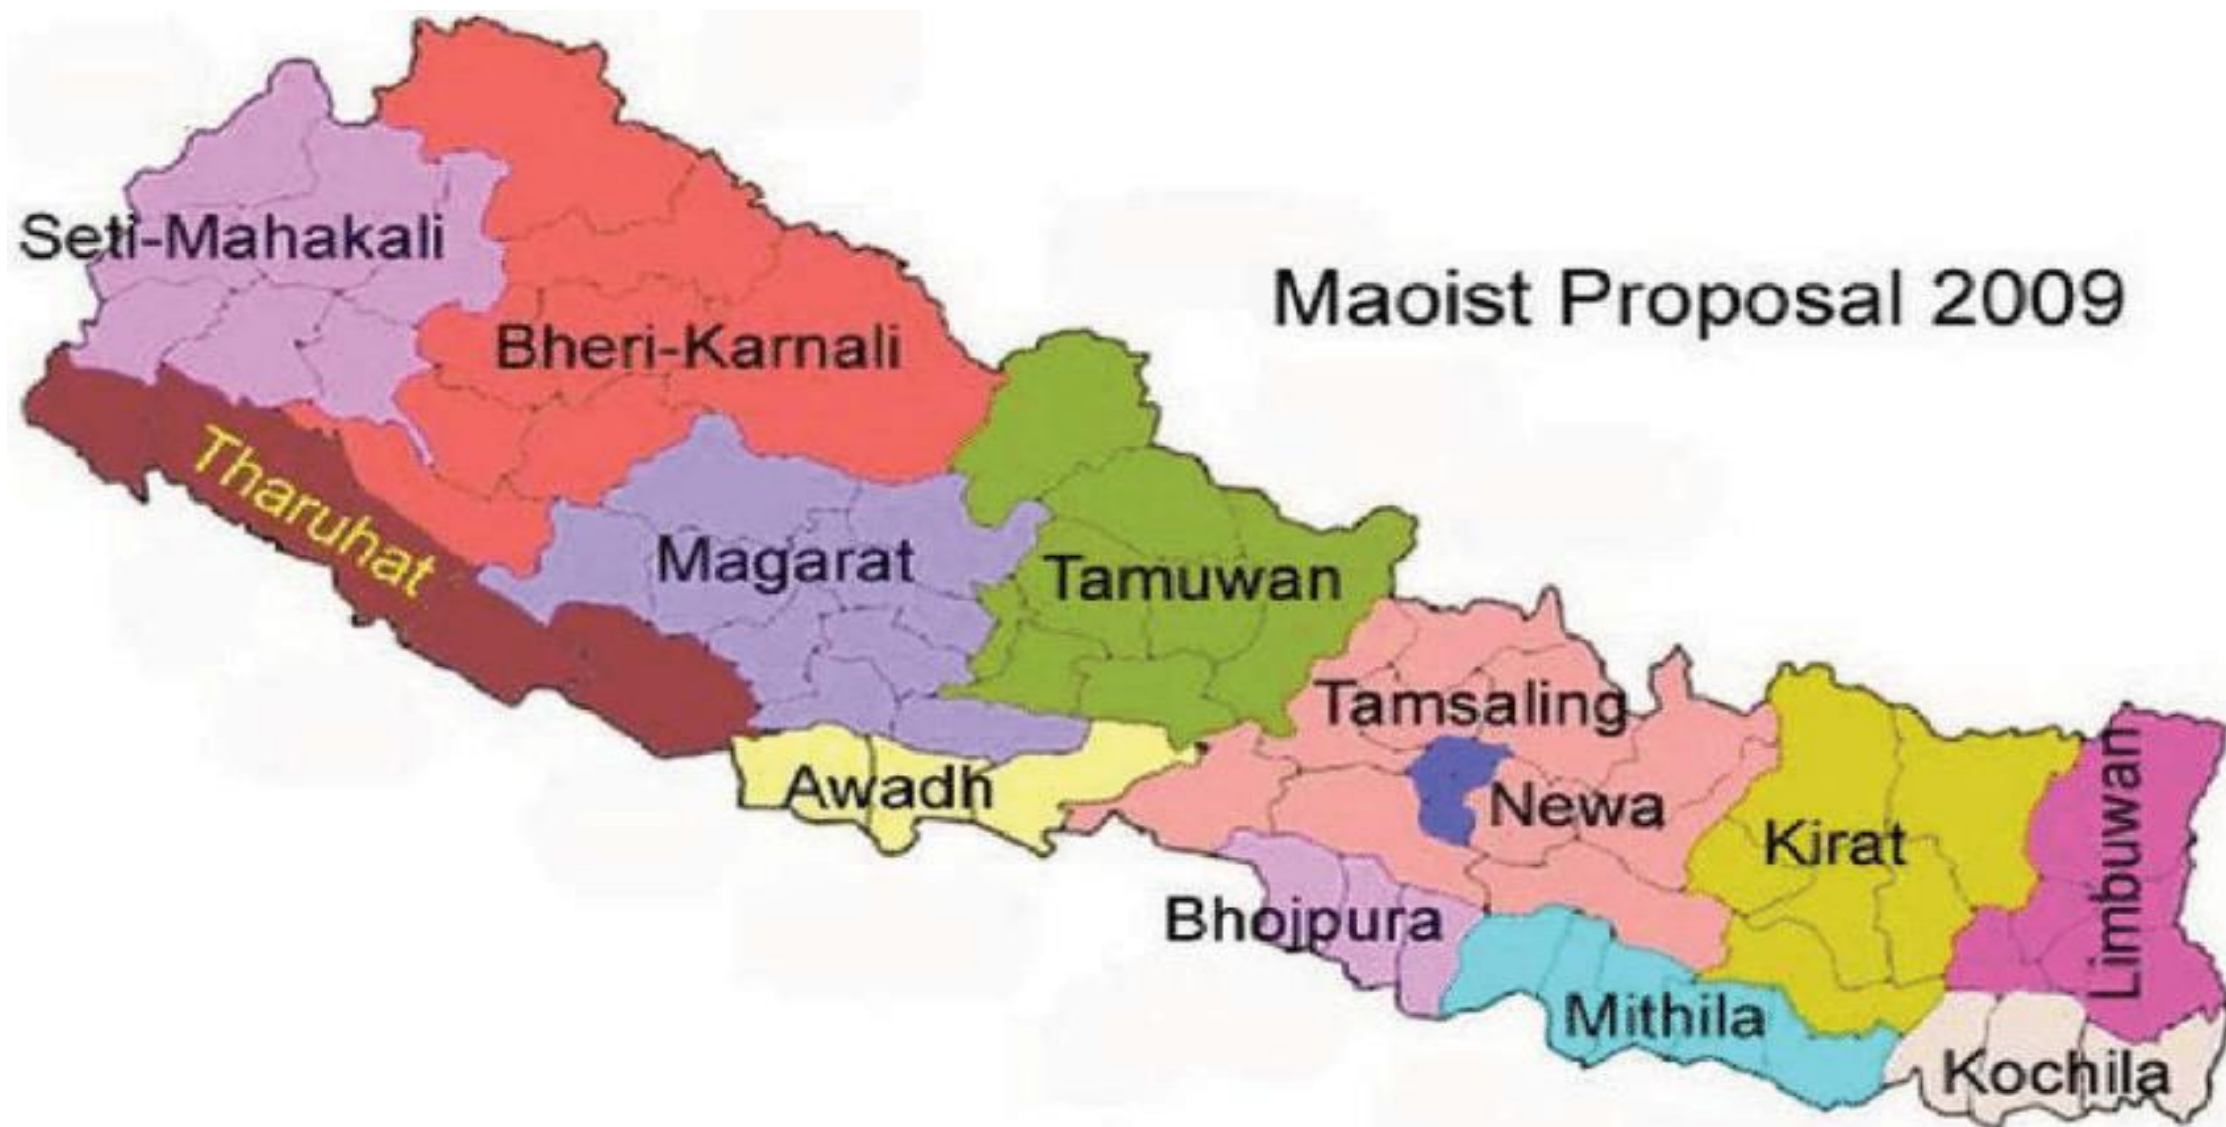 Seti-Mahakali
Maoist Proposal 2009
Bheri-Karnali
Tharuhat
Magarat
Tamuwan
Tamsaling
Awadh
Newa
Kirat
Limbuwan
Bhojpura
Mithila
Kochila